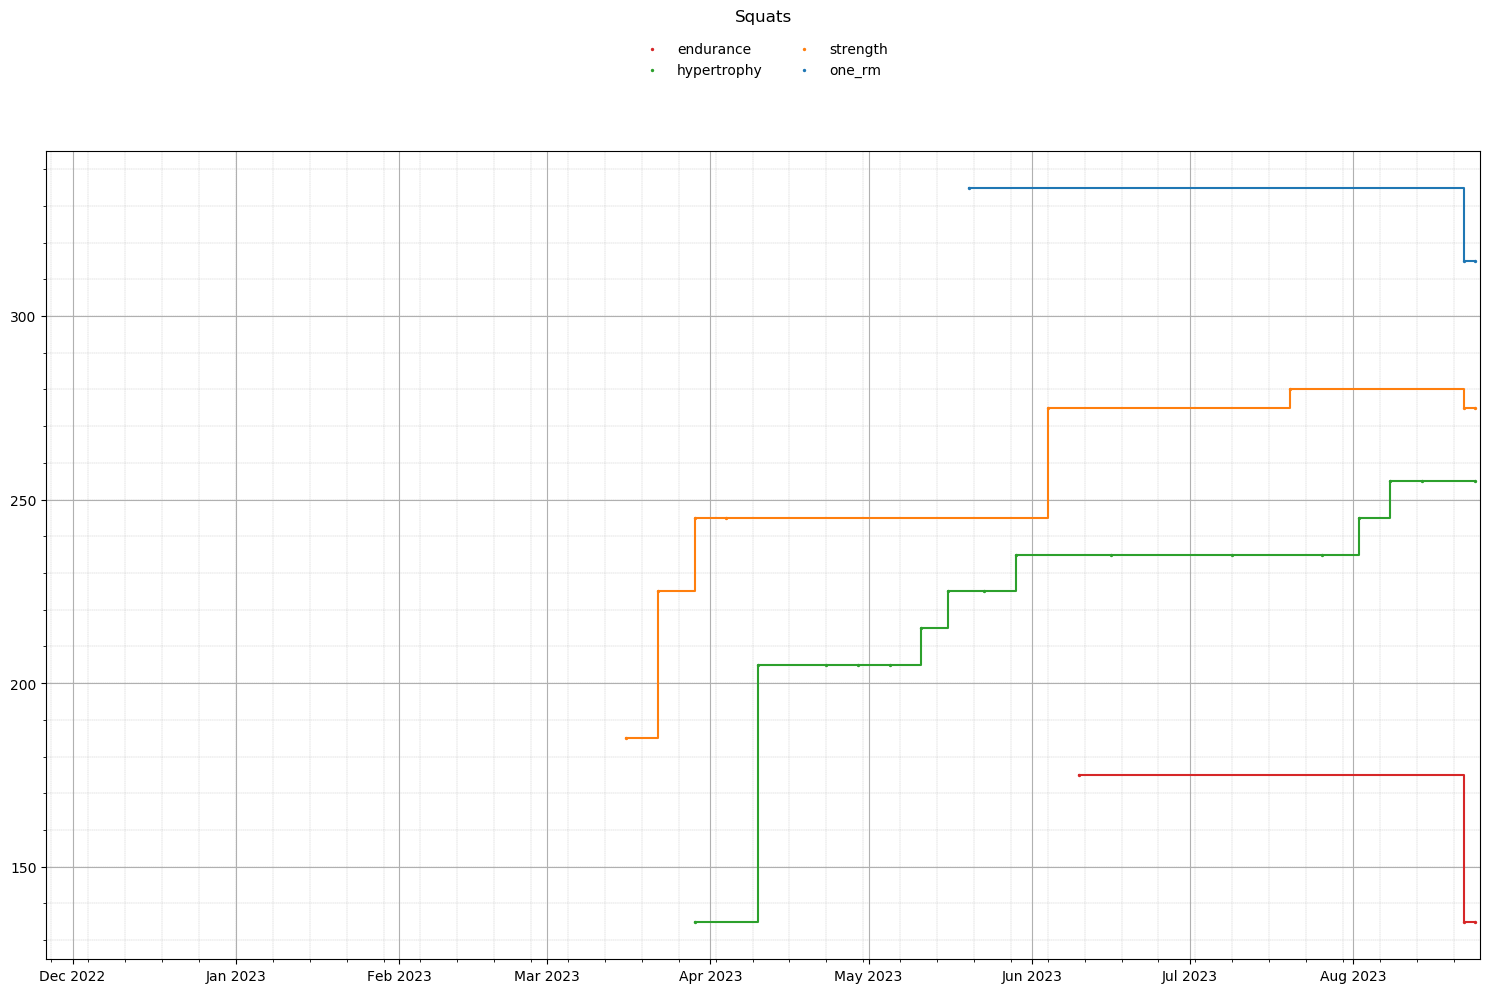 Squats
endurance
hypertrophy
strength
one_rm
300
250
200
150
Dec 2022
Jan 2023
Feb 2023
Mar 2023
Apr 2023
May 2023
Jun 2023
Jul 2023
Aug 2023